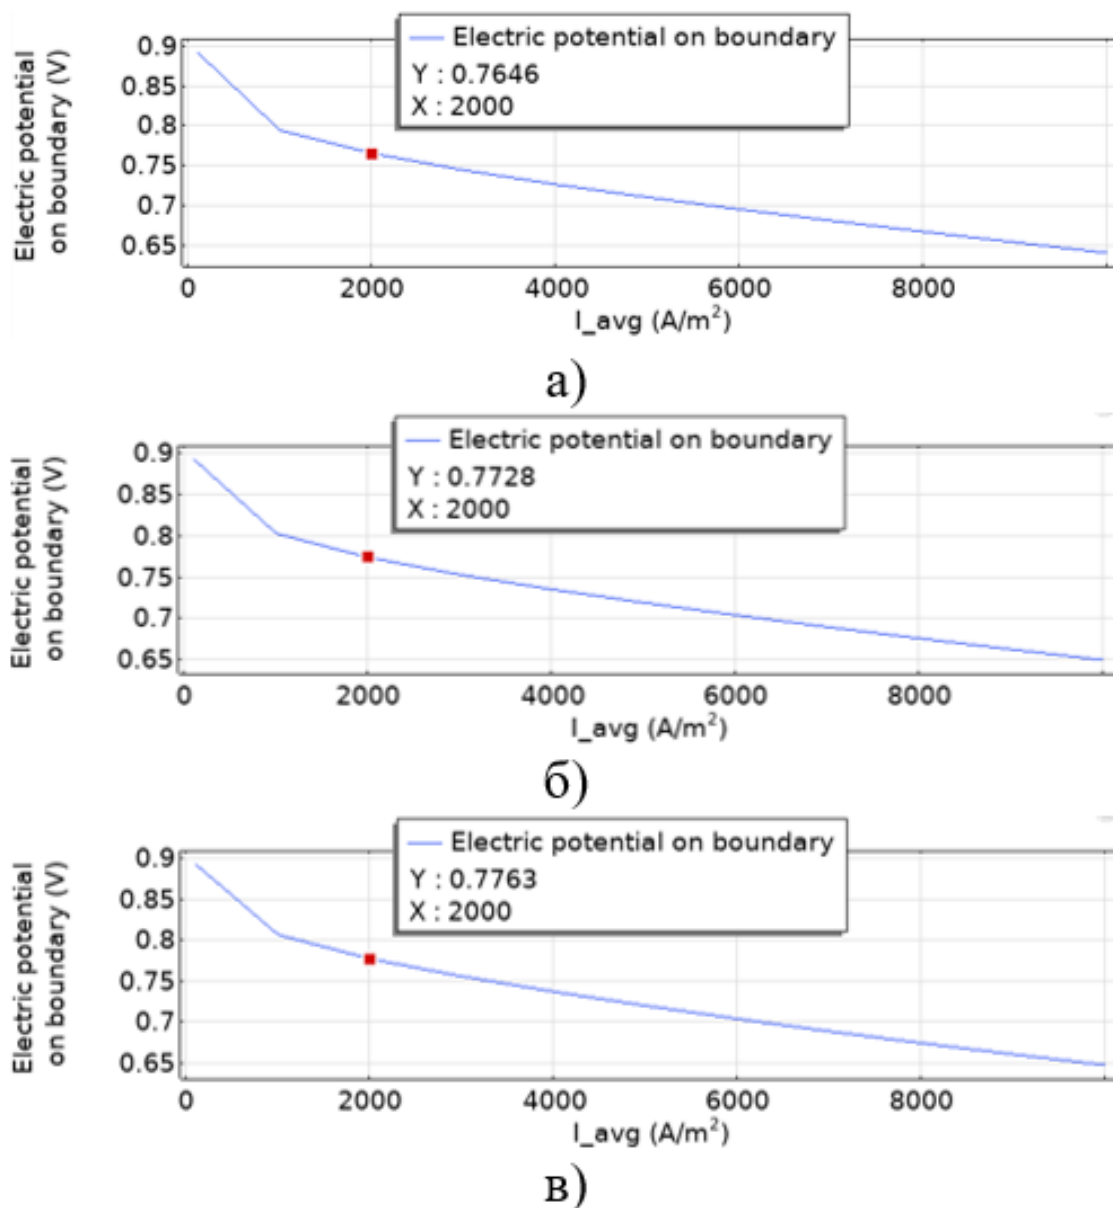 Electric potential on boundary
Y : 0.7646
X : 2000
Electric potential
on boundary (V)
0.9
0.85
0.8
0.75
0.7
0.65
0 2000 4000 6000 8000
I_avg (A/m²)
а)
Electric potential on boundary
Y : 0.7728
X : 2000
Electric potential
on boundary (V)
0.9
0.85
0.8
0.75
0.7
0.65
0 2000 4000 6000 8000
I_avg (A/m²)
б)
Electric potential on boundary
Y : 0.7763
X : 2000
Electric potential
on boundary (V)
0.9
0.85
0.8
0.75
0.7
0.65
0 2000 4000 6000 8000
I_avg (A/m²)
в)